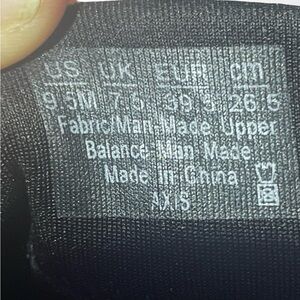 US UK EUR cm
9.5M 7.5 39.5 26.5
Fabric/Man-Made Upper
Balance Man Made
Made in China
AXIS